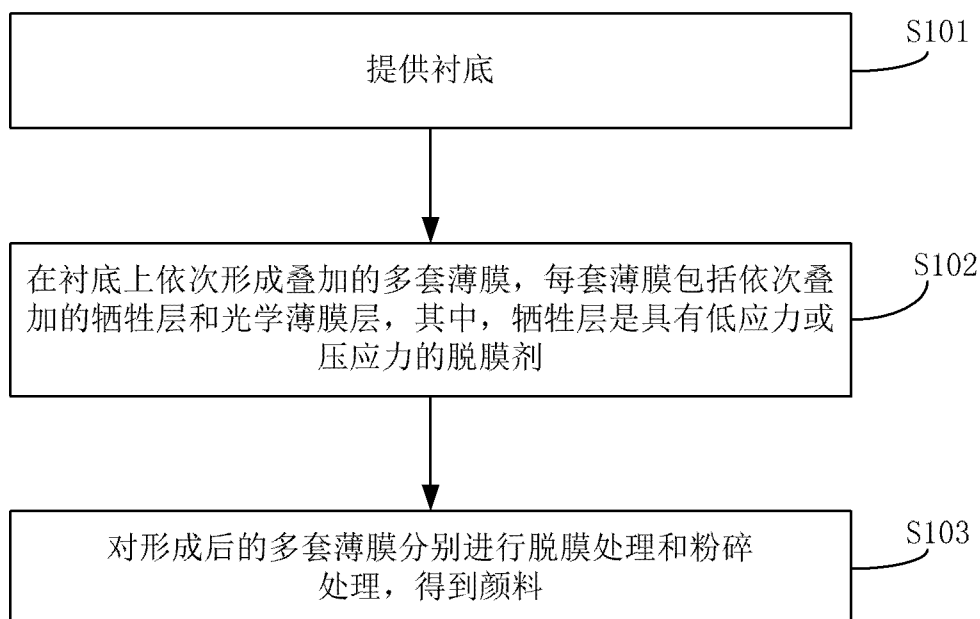 S101
提供衬底
S102
在衬底上依次形成叠加的多套薄膜，每套薄膜包括依次叠
加的牺牲层和光学薄膜层，其中，牺牲层是具有低应力或
压应力的脱膜剂
S103
对形成后的多套薄膜分别进行脱膜处理和粉碎
处理，得到颜料